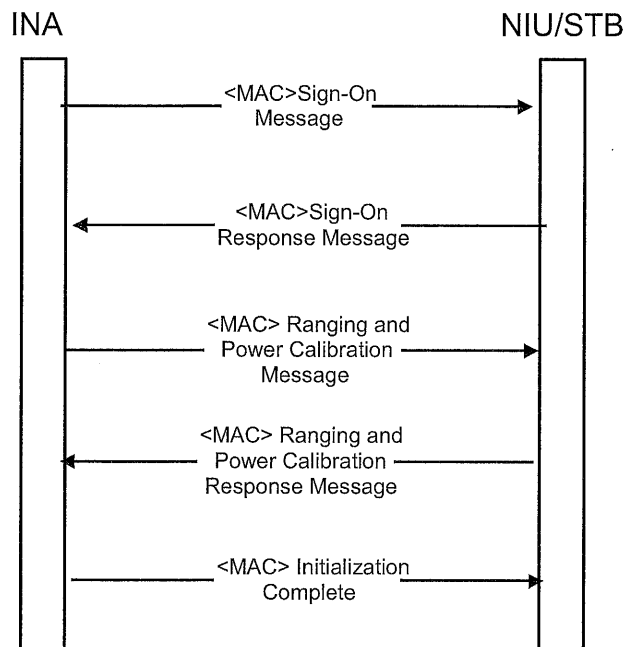 INA
NIU/STB
<MAC>Sign-On
Message
<MAC>Sign-On
Response Message
<MAC> Ranging and
Power Calibration
Message
<MAC> Ranging and
Power Calibration
Response Message
<MAC> Initialization
Complete